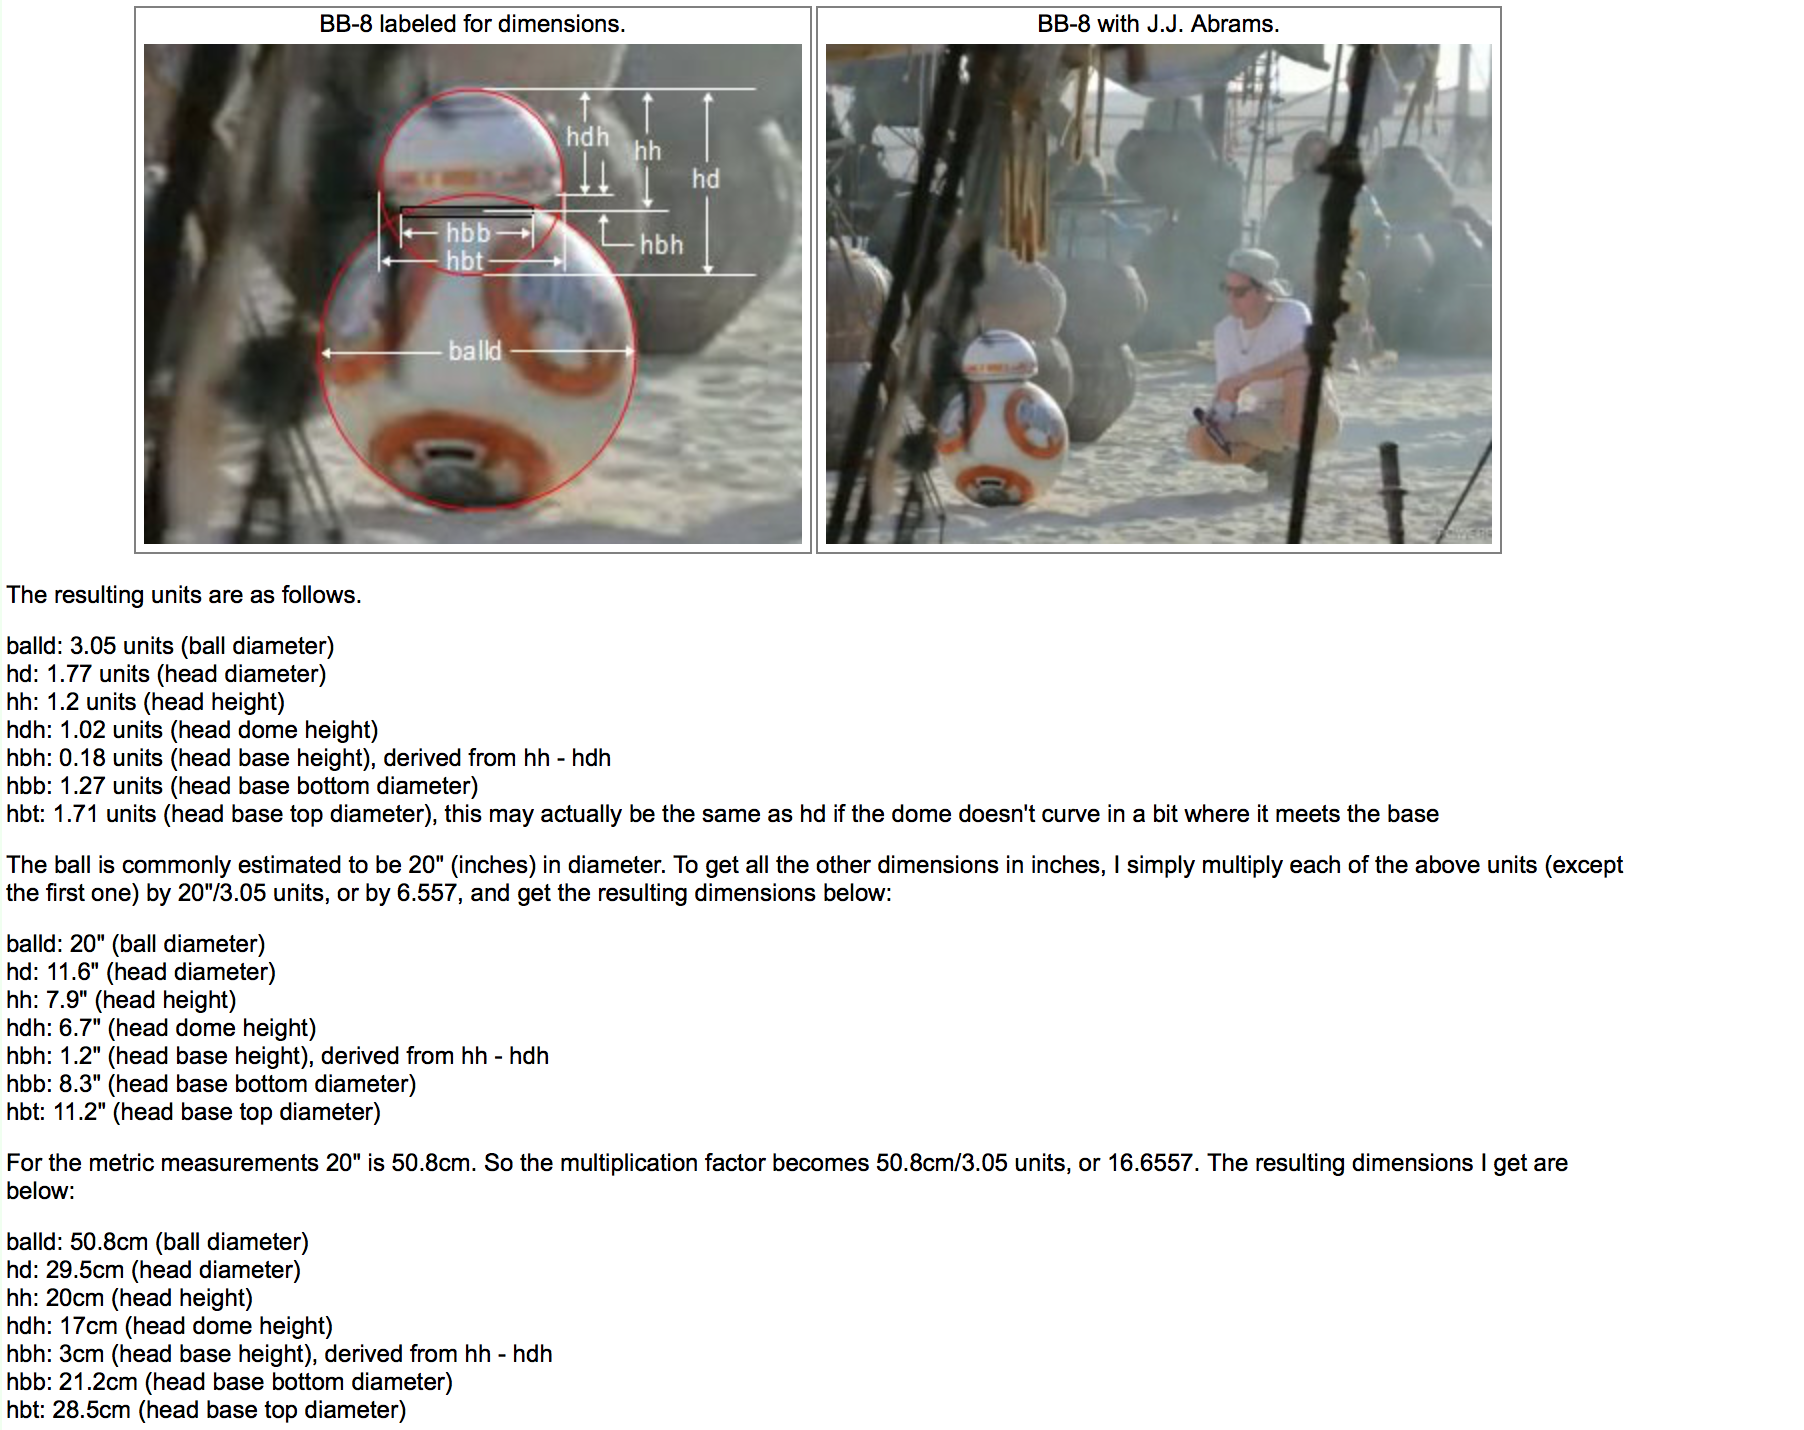 BB-8 labeled for dimensions.
BB-8 with J.J. Abrams.
hdh
hh
hd
hbb
hbh
hbt
balld
The resulting units are as follows.
balld: 3.05 units (ball diameter)
hd: 1.77 units (head diameter)
hh: 1.2 units (head height)
hdh: 1.02 units (head dome height)
hbh: 0.18 units (head base height), derived from hh - hdh
hbb: 1.27 units (head base bottom diameter)
hbt: 1.71 units (head base top diameter), this may actually be the same as hd if the dome doesn't curve in a bit where it meets the base
The ball is commonly estimated to be 20" (inches) in diameter. To get all the other dimensions in inches, I simply multiply each of the above units (except
the first one) by 20"/3.05 units, or by 6.557, and get the resulting dimensions below:
balld: 20" (ball diameter)
hd: 11.6" (head diameter)
hh: 7.9" (head height)
hdh: 6.7" (head dome height)
hbh: 1.2" (head base height), derived from hh - hdh
hbb: 8.3" (head base bottom diameter)
hbt: 11.2" (head base top diameter)
For the metric measurements 20" is 50.8cm. So the multiplication factor becomes 50.8cm/3.05 units, or 16.6557. The resulting dimensions I get are
below:
balld: 50.8cm (ball diameter)
hd: 29.5cm (head diameter)
hh: 20cm (head height)
hdh: 17cm (head dome height)
hbh: 3cm (head base height), derived from hh - hdh
hbb: 21.2cm (head base bottom diameter)
hbt: 28.5cm (head base top diameter)